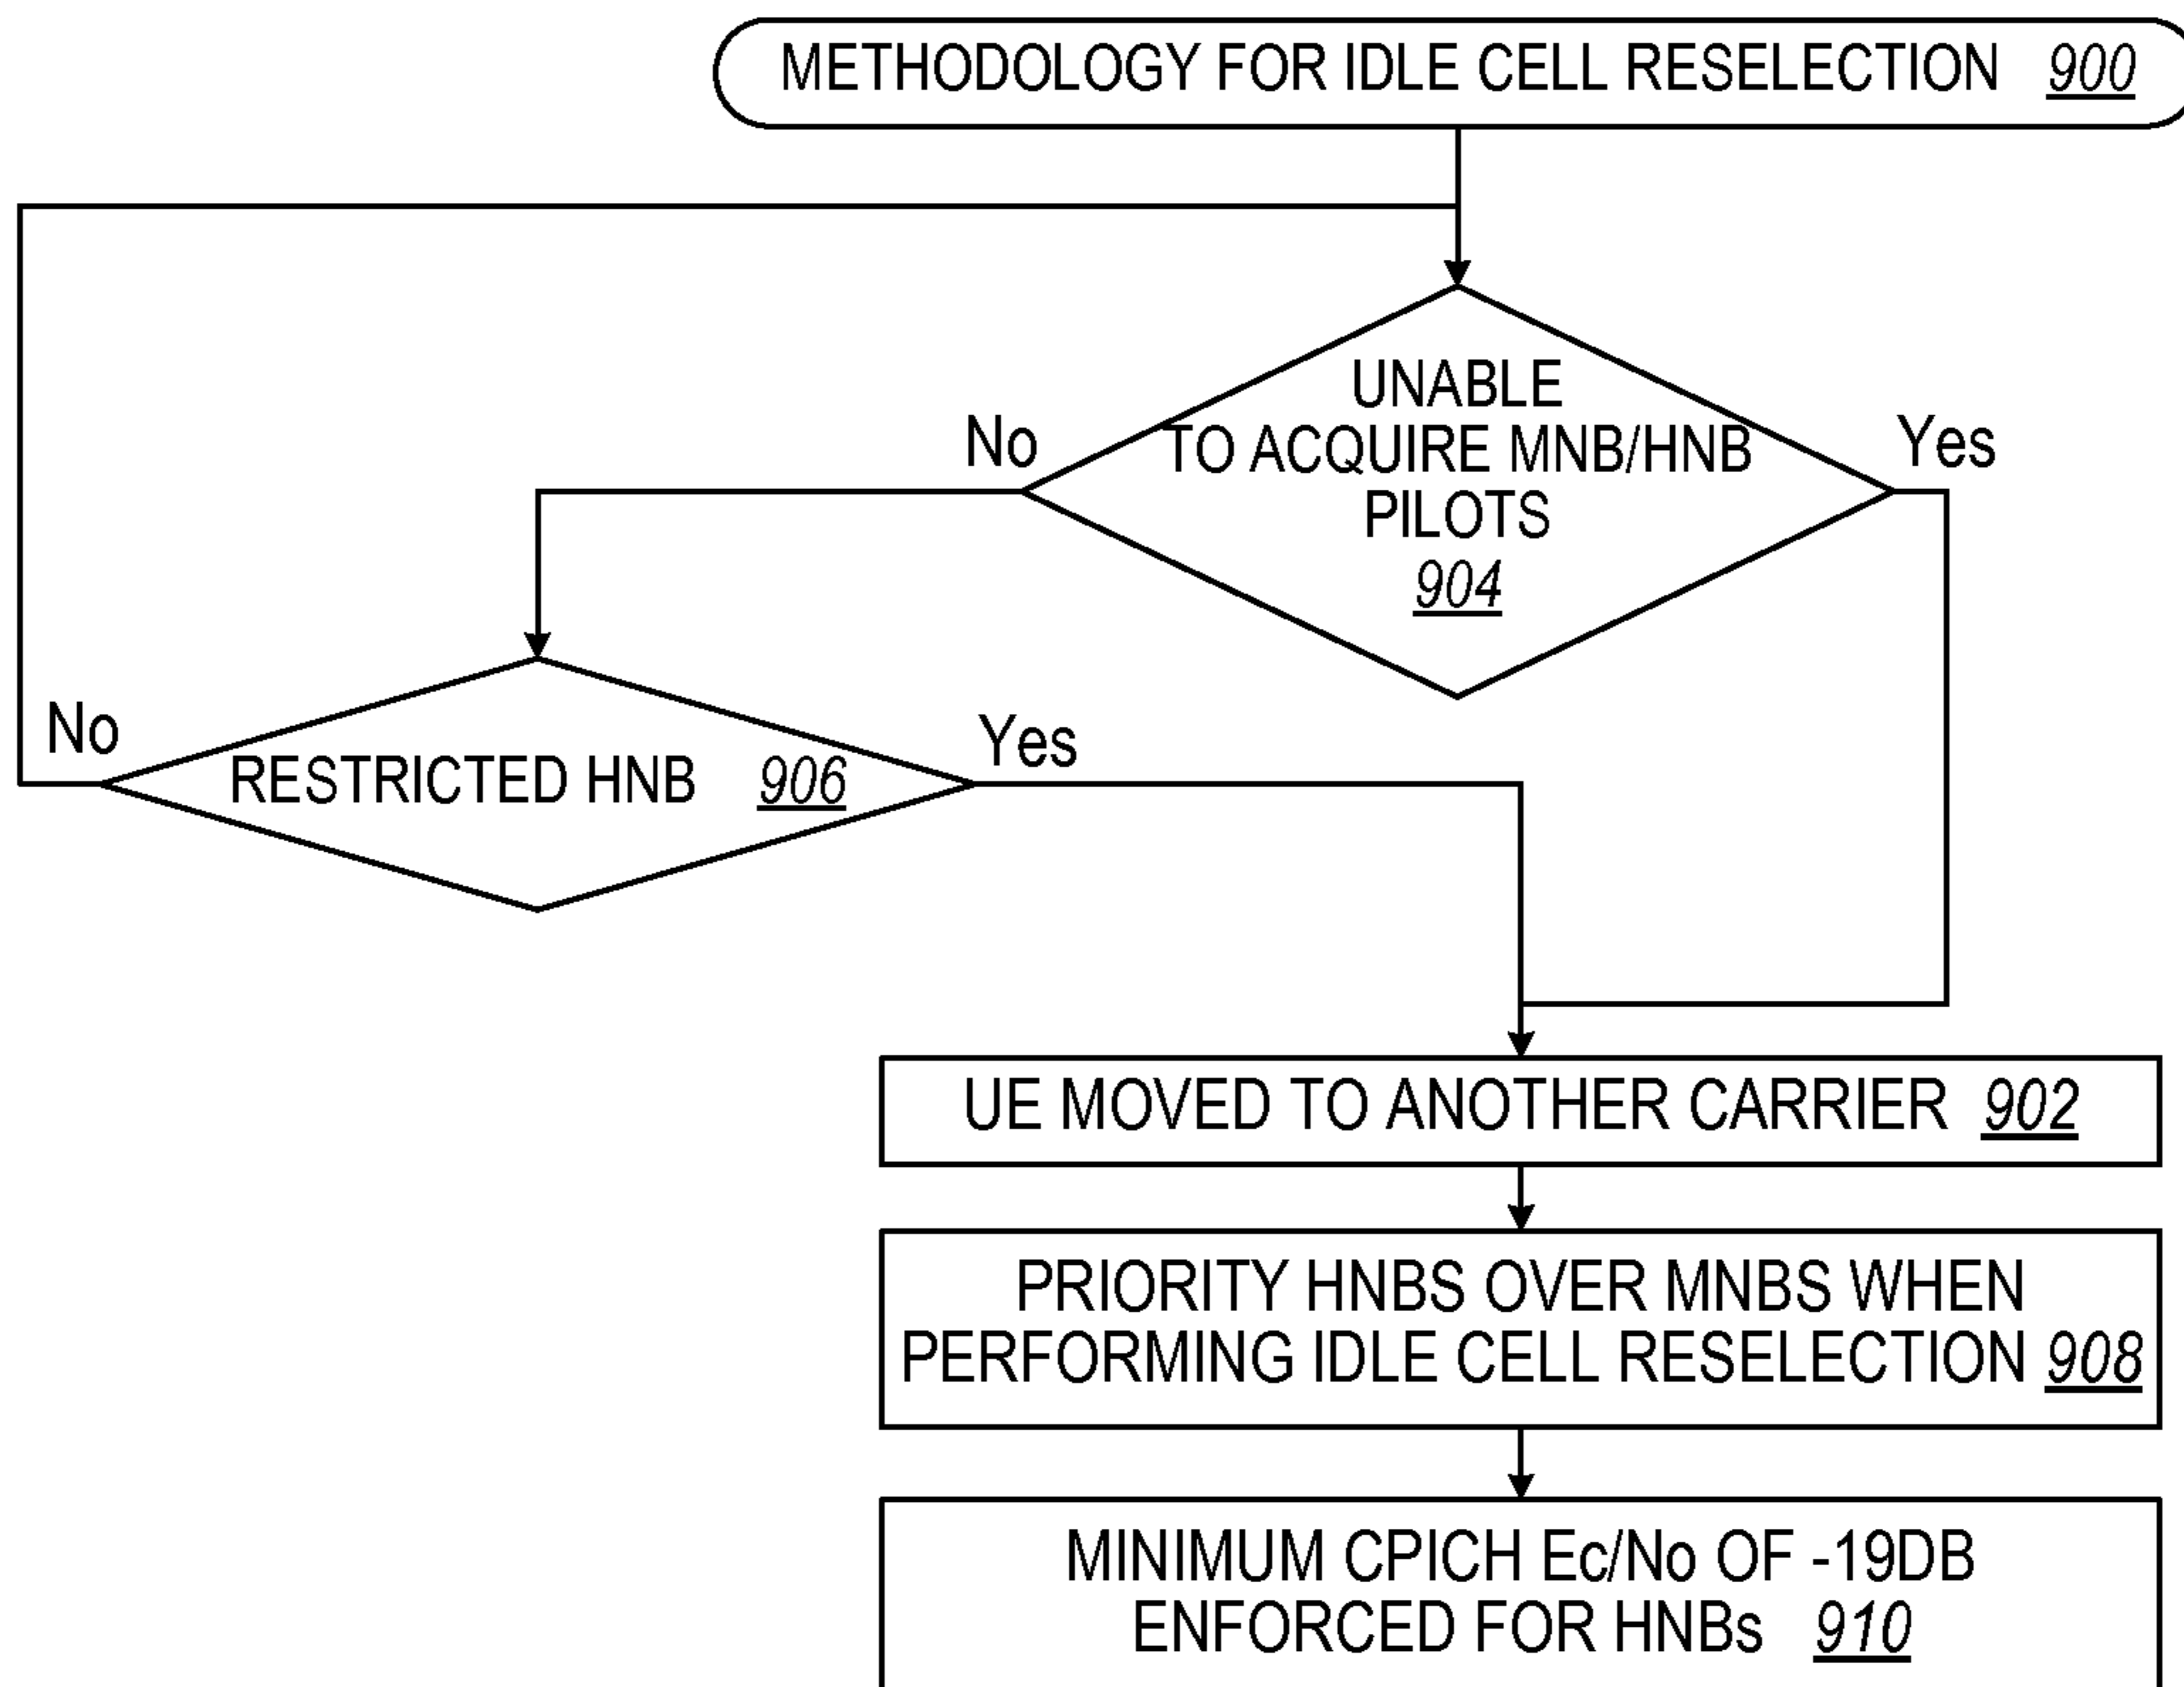 METHODOLOGY FOR IDLE CELL RESELECTION 900
UNABLE
TO ACQUIRE MNB/HNB
PILOTS
904
No
Yes
No
RESTRICTED HNB 906
Yes
UE MOVED TO ANOTHER CARRIER 902
PRIORITY HNBS OVER MNBS WHEN
PERFORMING IDLE CELL RESELECTION 908
MINIMUM CPICH Ec/No OF -19DB
ENFORCED FOR HNBs 910